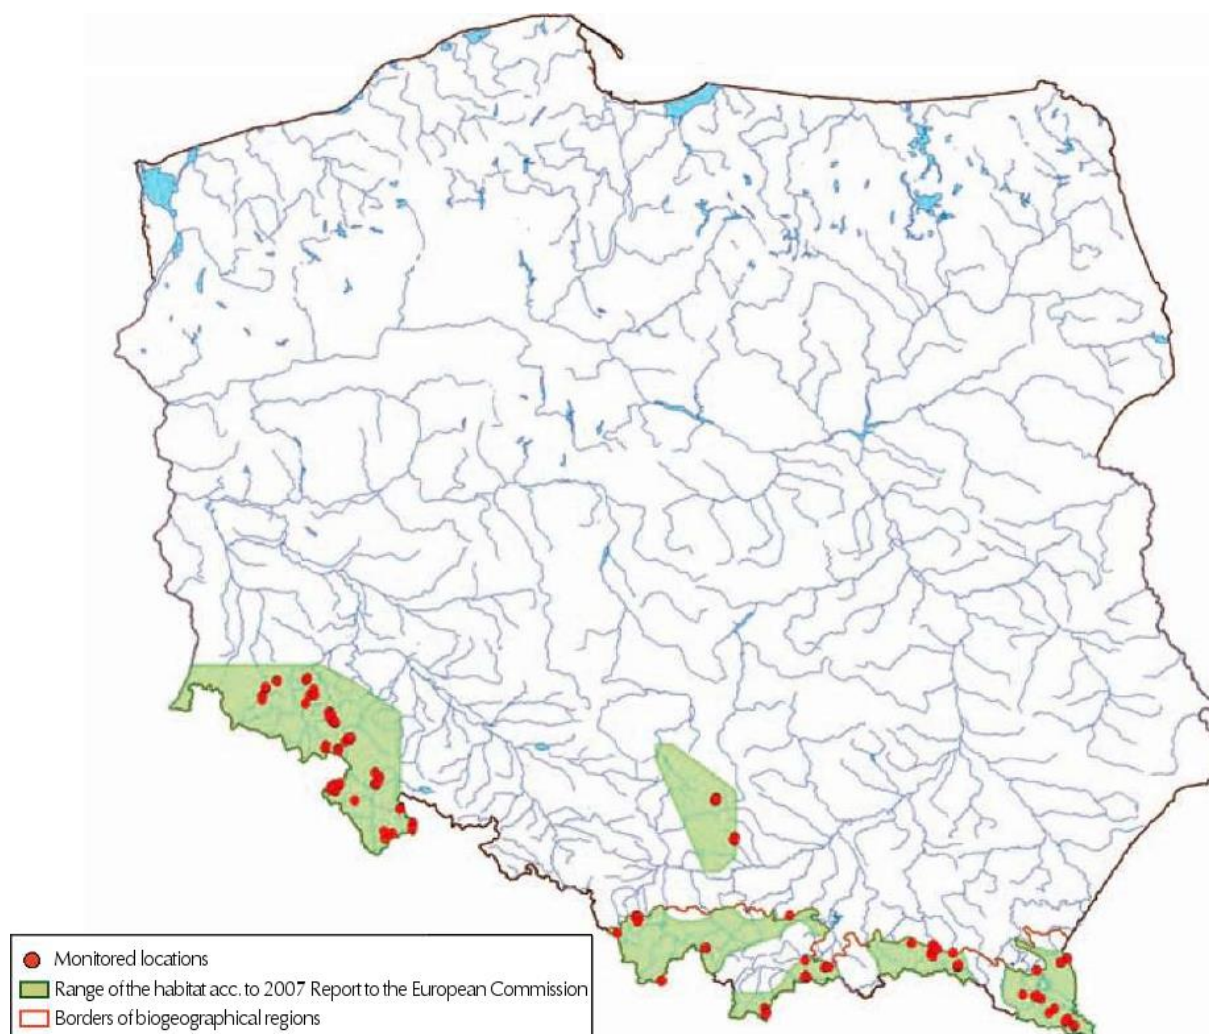 Monitored locations
Range of the habitat acc. to 2007 Report to the European Commission
Borders of biogeographical regions